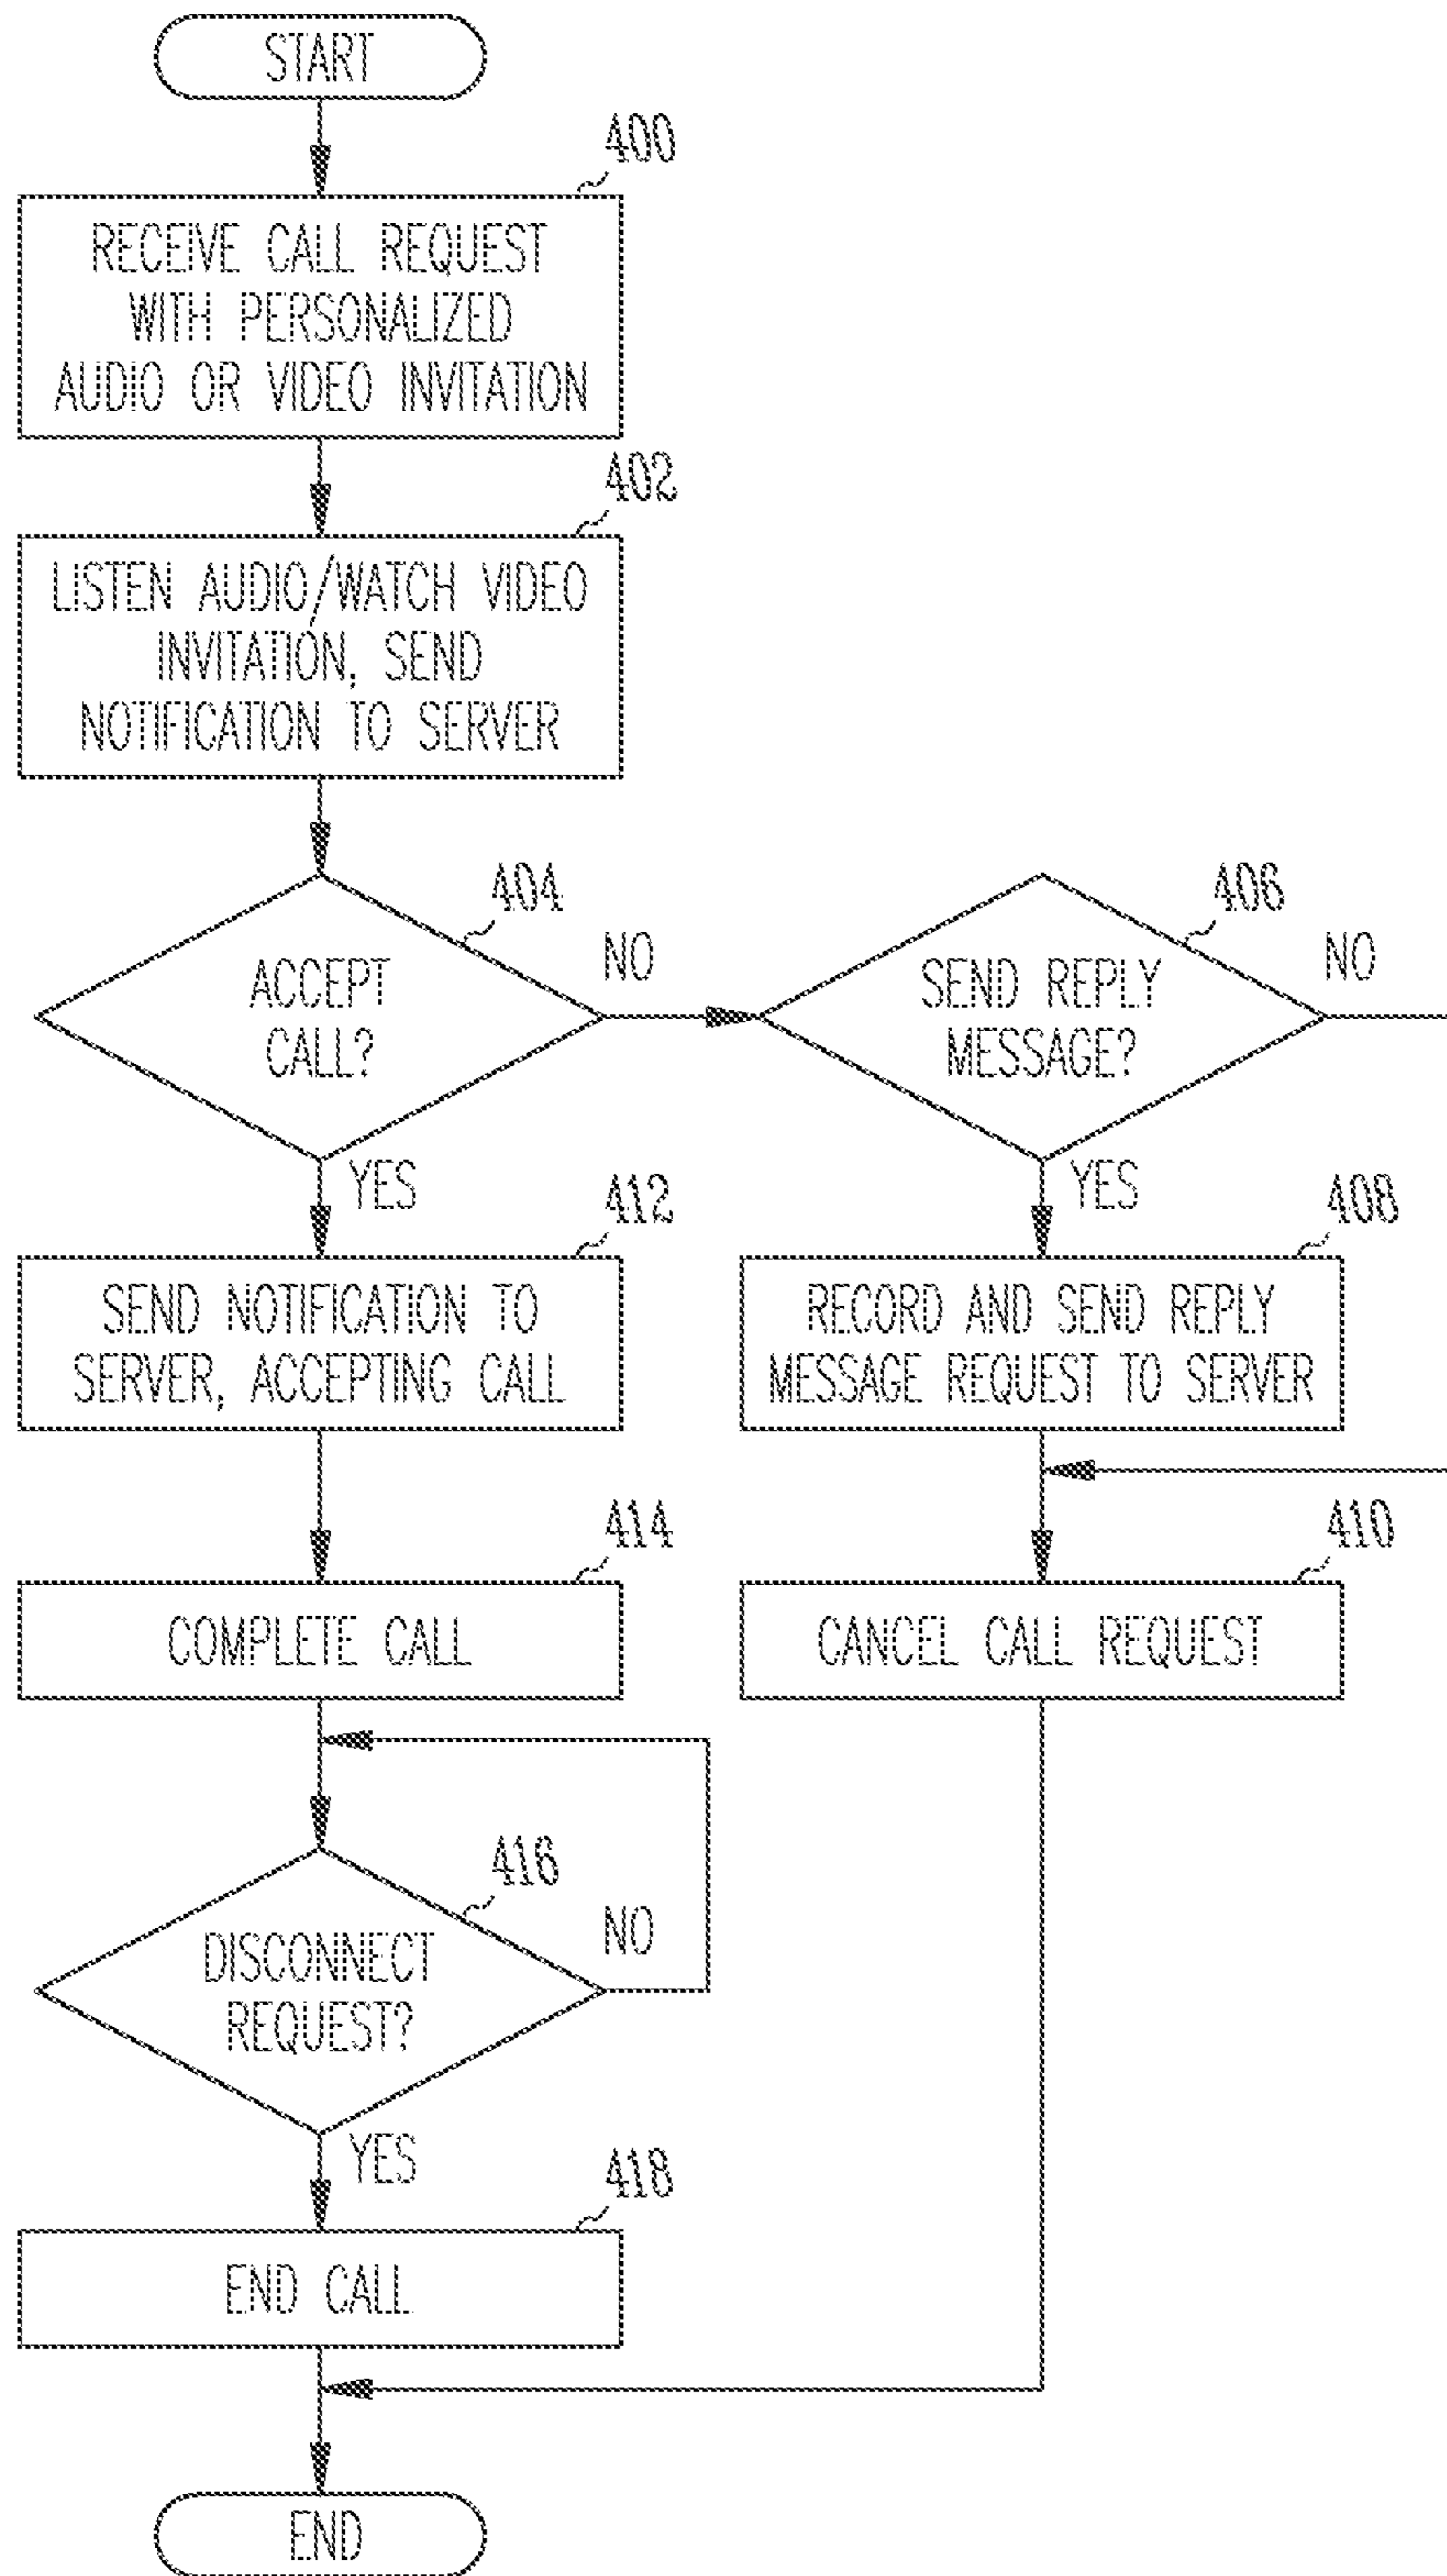 START
400
RECEIVE CALL REQUEST
WITH PERSONALIZED
AUDIO OR VIDEO INVITATION
402
LISTEN AUDIO/WATCH VIDEO
INVITATION, SEND
NOTIFICATION TO SERVER
404
ACCEPT
CALL?
NO
YES
406
SEND REPLY
MESSAGE?
NO
YES
412
SEND NOTIFICATION TO
SERVER, ACCEPTING CALL
408
RECORD AND SEND REPLY
MESSAGE REQUEST TO SERVER
414
COMPLETE CALL
410
CANCEL CALL REQUEST
416
DISCONNECT
REQUEST?
NO
YES
418
END CALL
END